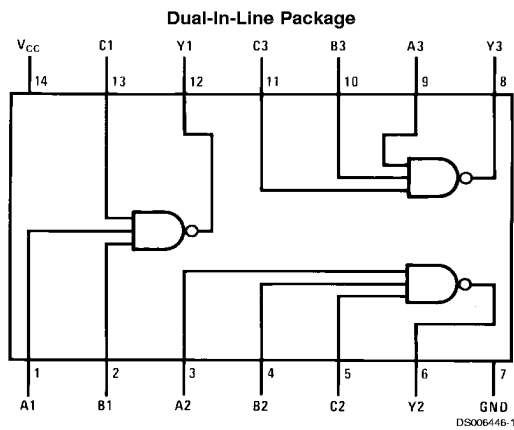 Dual-In-Line Package
VCC C1 Y1 C3 B3 A3 Y3
14 13 12 11 10 9 8
1 2 3 4 5 6 7
A1 B1 A2 B2 C2 Y2 GND
DS006446-1